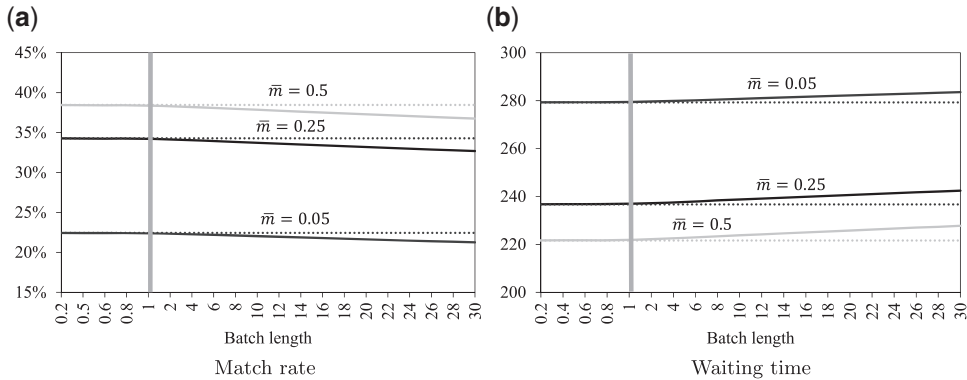 (a)
45%
40%
35%
30%
25%
20%
15%
m̅ = 0.5
m̅ = 0.25
m̅ = 0.05
0.2 0.5 0.6 0.8 1 2 4 6 8 10 12 14 16 18 20 22 24 26 28 30
Batch length
Match rate
(b)
300
280
260
240
220
200
m̅ = 0.05
m̅ = 0.25
m̅ = 0.5
0.2 0.4 0.6 0.8 1 2 4 6 8 10 12 14 16 18 20 22 24 26 28 30
Batch length
Waiting time